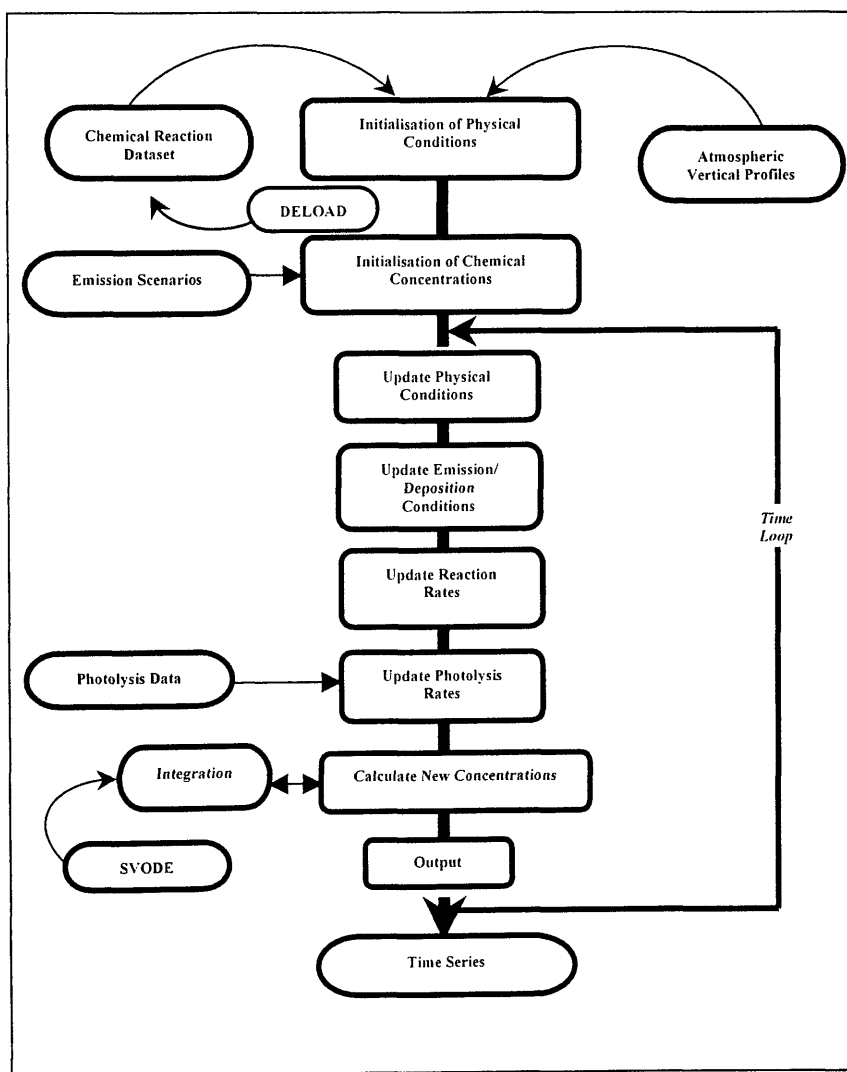 Initialisation of Physical
Conditions
Chemical Reaction
Dataset
Atmospheric
Vertical Profiles
DELOAD
Initialisation of Chemical
Concentrations
Emission Scenarios
Update Physical
Conditions
Update Emission/
Deposition
Conditions
Time
Loop
Update Reaction
Rates
Photolysis Data
Update Photolysis
Rates
Integration
Calculate New Concentrations
SVODE
Output
Time Series